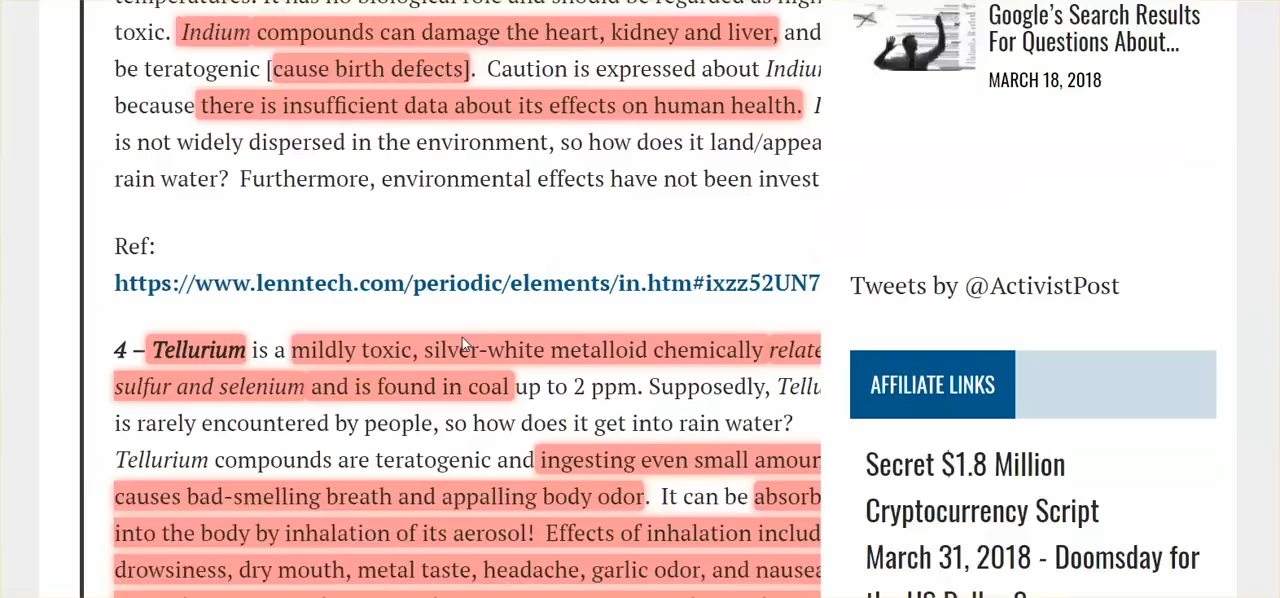 toxic. Indium compounds can damage the heart, kidney and liver, and
be teratogenic [cause birth defects]. Caution is expressed about
because there is insufficient data about its effects on human health.
is not widely dispersed in the environment, so how does it
rain water? Furthermore, environmental effects have not been
Ref:
https://www.lenntech.com/periodic/elements/in.htm#ixzz52UN7
4 – Tellurium is a mildly toxic, silver-white metalloid chemically
sulfur and selenium and is found in coal up to 2 ppm. Supposedly,
is rarely encountered by people, so how does it get into rain water?
Tellurium compounds are teratogenic and ingesting even small
causes bad-smelling breath and appalling body odor. It can be
into the body by inhalation of its aerosol! Effects of inhalation
drowsiness, dry mouth, metal taste, headache, garlic odor, and nausea
Google's Search Results
For Questions About...
MARCH 18, 2018
Tweets by @ActivistPost
AFFILIATE LINKS
Secret $1.8 Million
Cryptocurrency Script
March 31, 2018 - Doomsday for